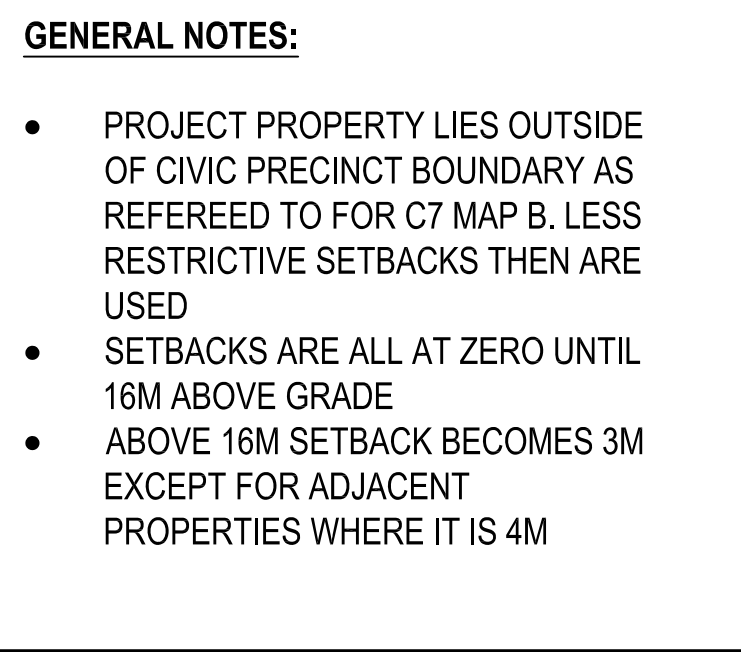 GENERAL NOTES:
• PROJECT PROPERTY LIES OUTSIDE
OF CIVIC PRECINCT BOUNDARY AS
REFEREED TO FOR C7 MAP B. LESS
RESTRICTIVE SETBACKS THEN ARE
USED
• SETBACKS ARE ALL AT ZERO UNTIL
16M ABOVE GRADE
• ABOVE 16M SETBACK BECOMES 3M
EXCEPT FOR ADJACENT
PROPERTIES WHERE IT IS 4M